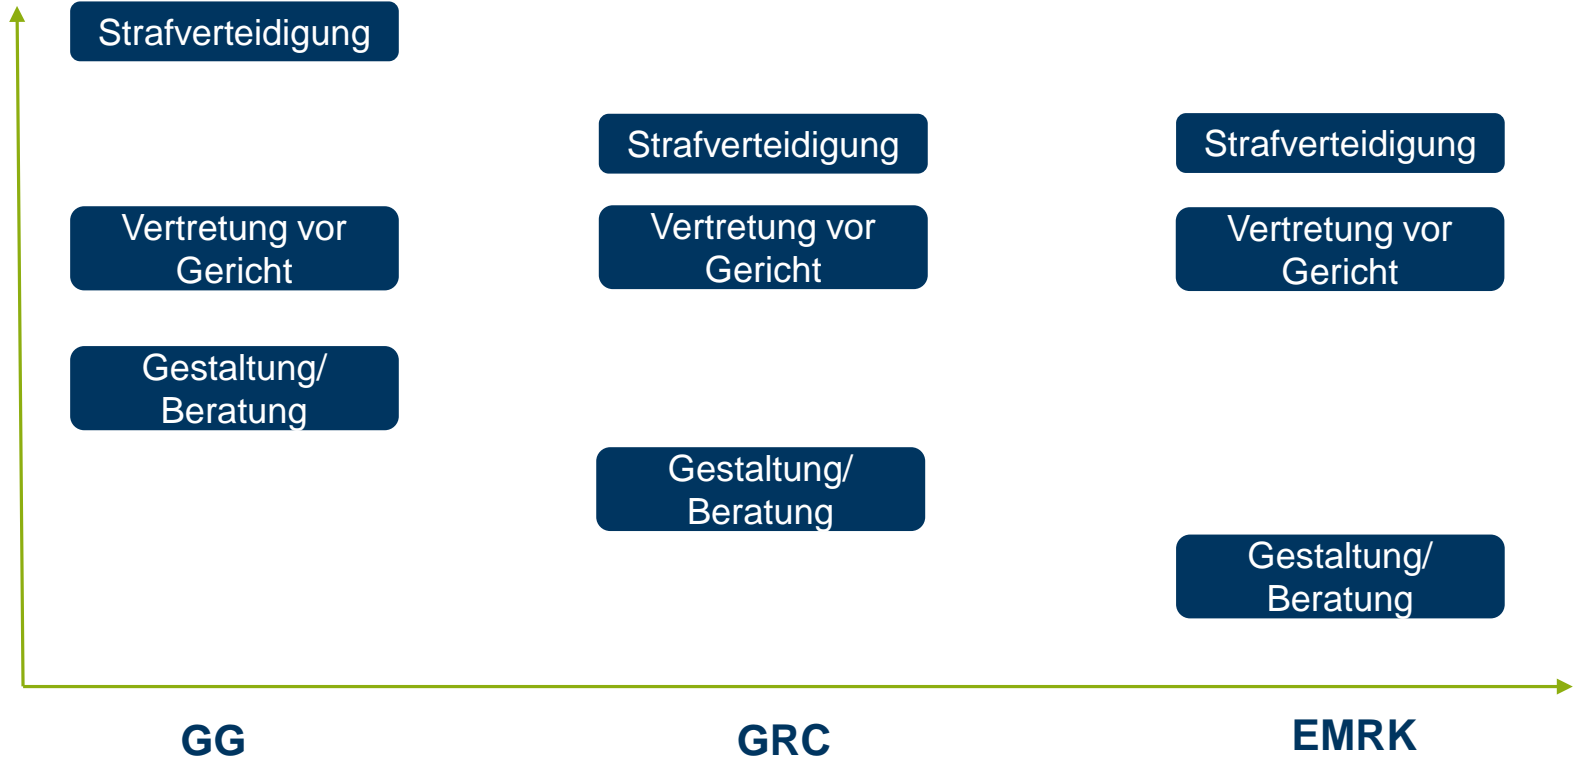 Strafverteidigung
Strafverteidigung
Strafverteidigung
Vertretung vor
Gericht
Vertretung vor
Gericht
Vertretung vor
Gericht
Gestaltung/
Beratung
Gestaltung/
Beratung
Gestaltung/
Beratung
GG
GRC
EMRK